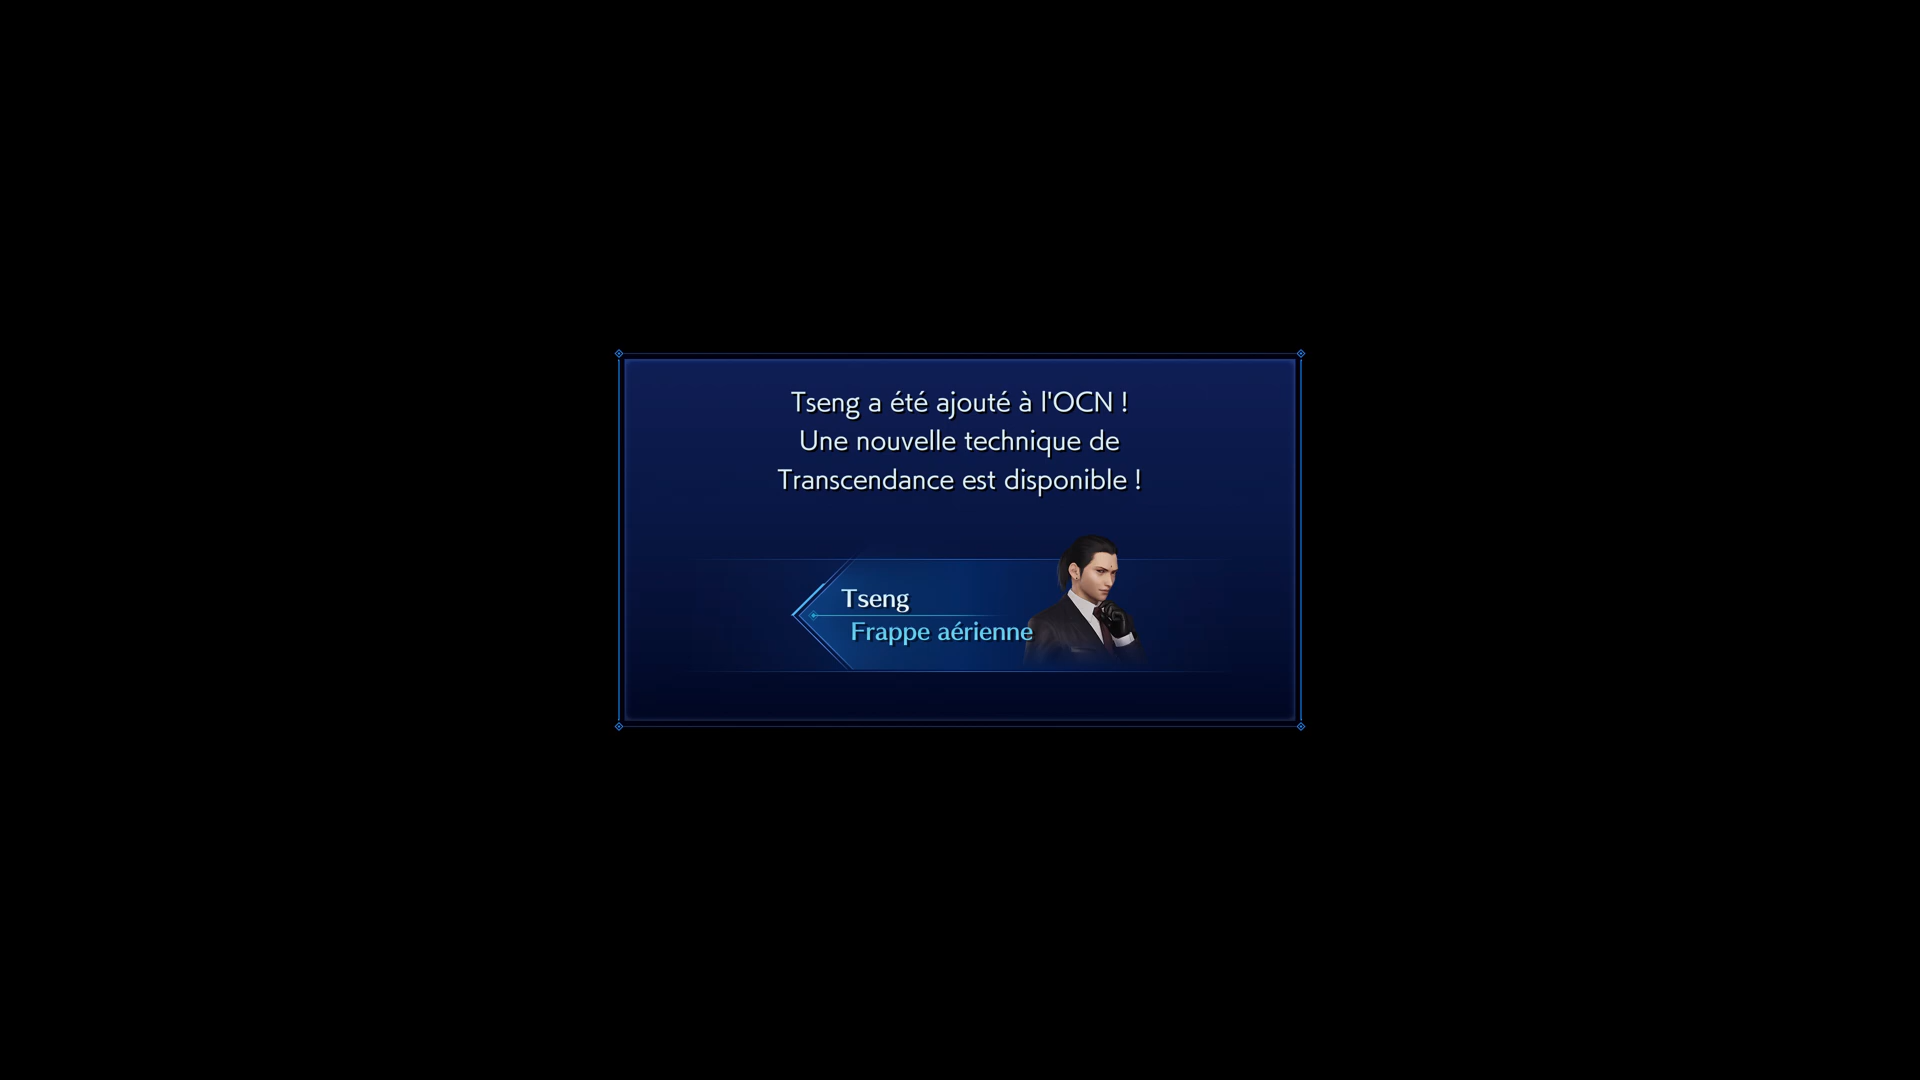 Tseng a été ajouté à l'OCN !
Une nouvelle technique de
Transcendance est disponible !
Tseng
Frappe aérienne